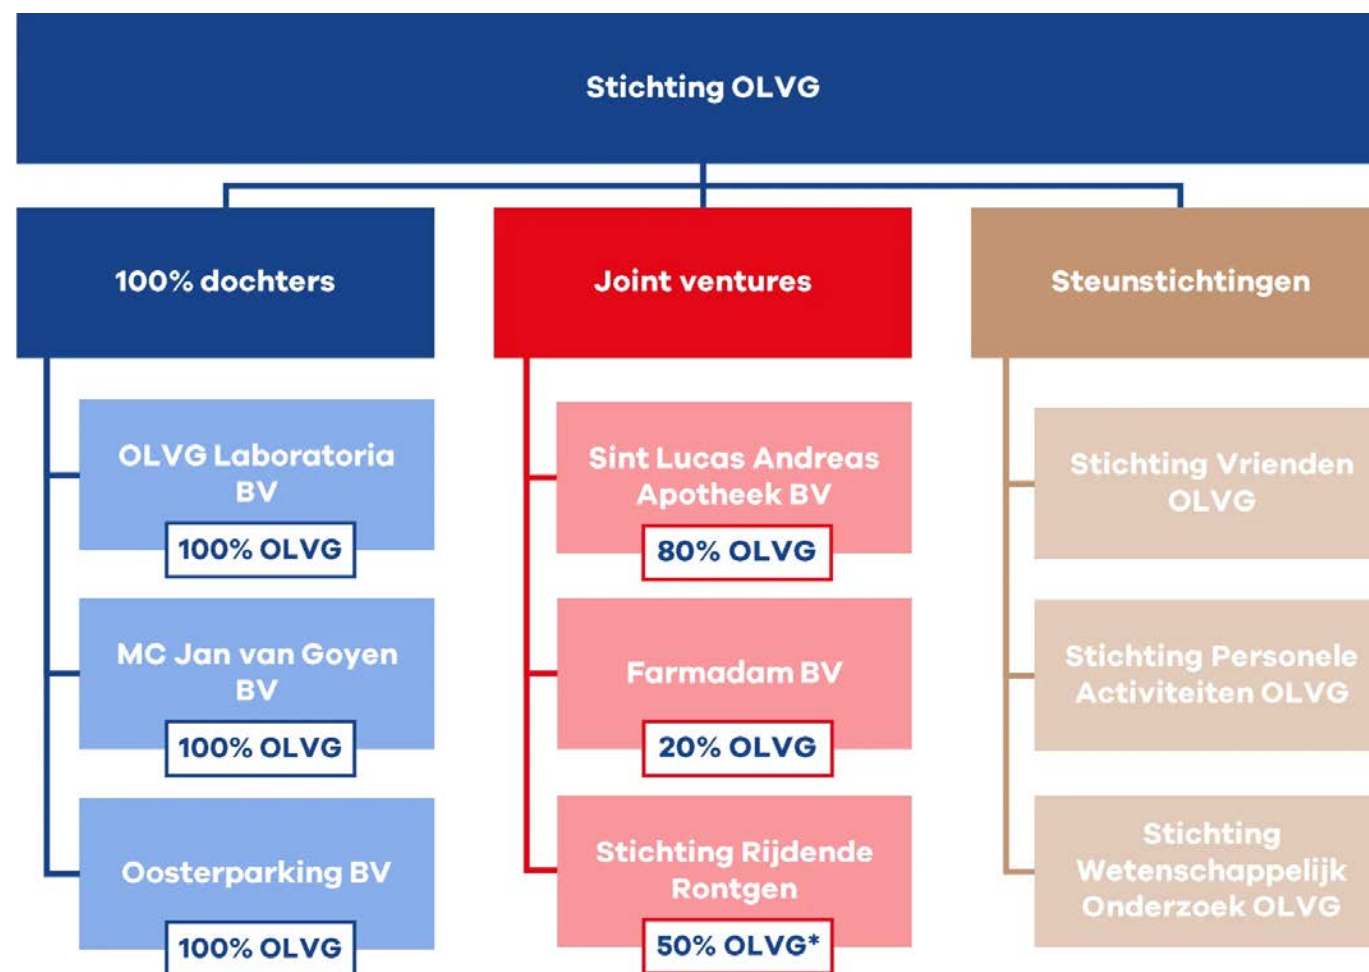 Stichting OLVG
100% dochters
Joint ventures
Steunstichtingen
OLVG Laboratoria
BV
100% OLVG
MC Jan van Goyen
BV
100% OLVG
Oosterparking BV
100% OLVG
Sint Lucas Andreas
Apotheek BV
80% OLVG
Farmadam BV
20% OLVG
Stichting Rijdende
Rontgen
50% OLVG*
Stichting Vrienden
OLVG
Stichting Personele
Activiteiten OLVG
Stichting
Wetenschappelijk
Onderzoek OLVG